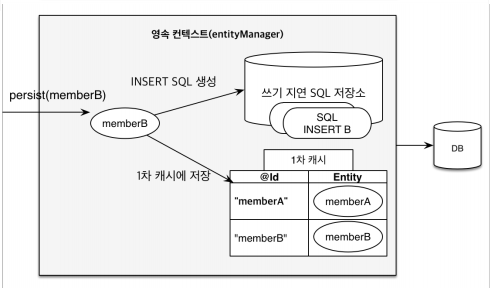 영속 컨텍스트(entityManager)
INSERT SQL 생성
persist(memberB)
쓰기 지연 SQL 저장소
memberB
SQL
INSERT B
DB
1차 캐시
1차 캐시에 저장
@Id Entity
"memberA" memberA
"memberB" memberB